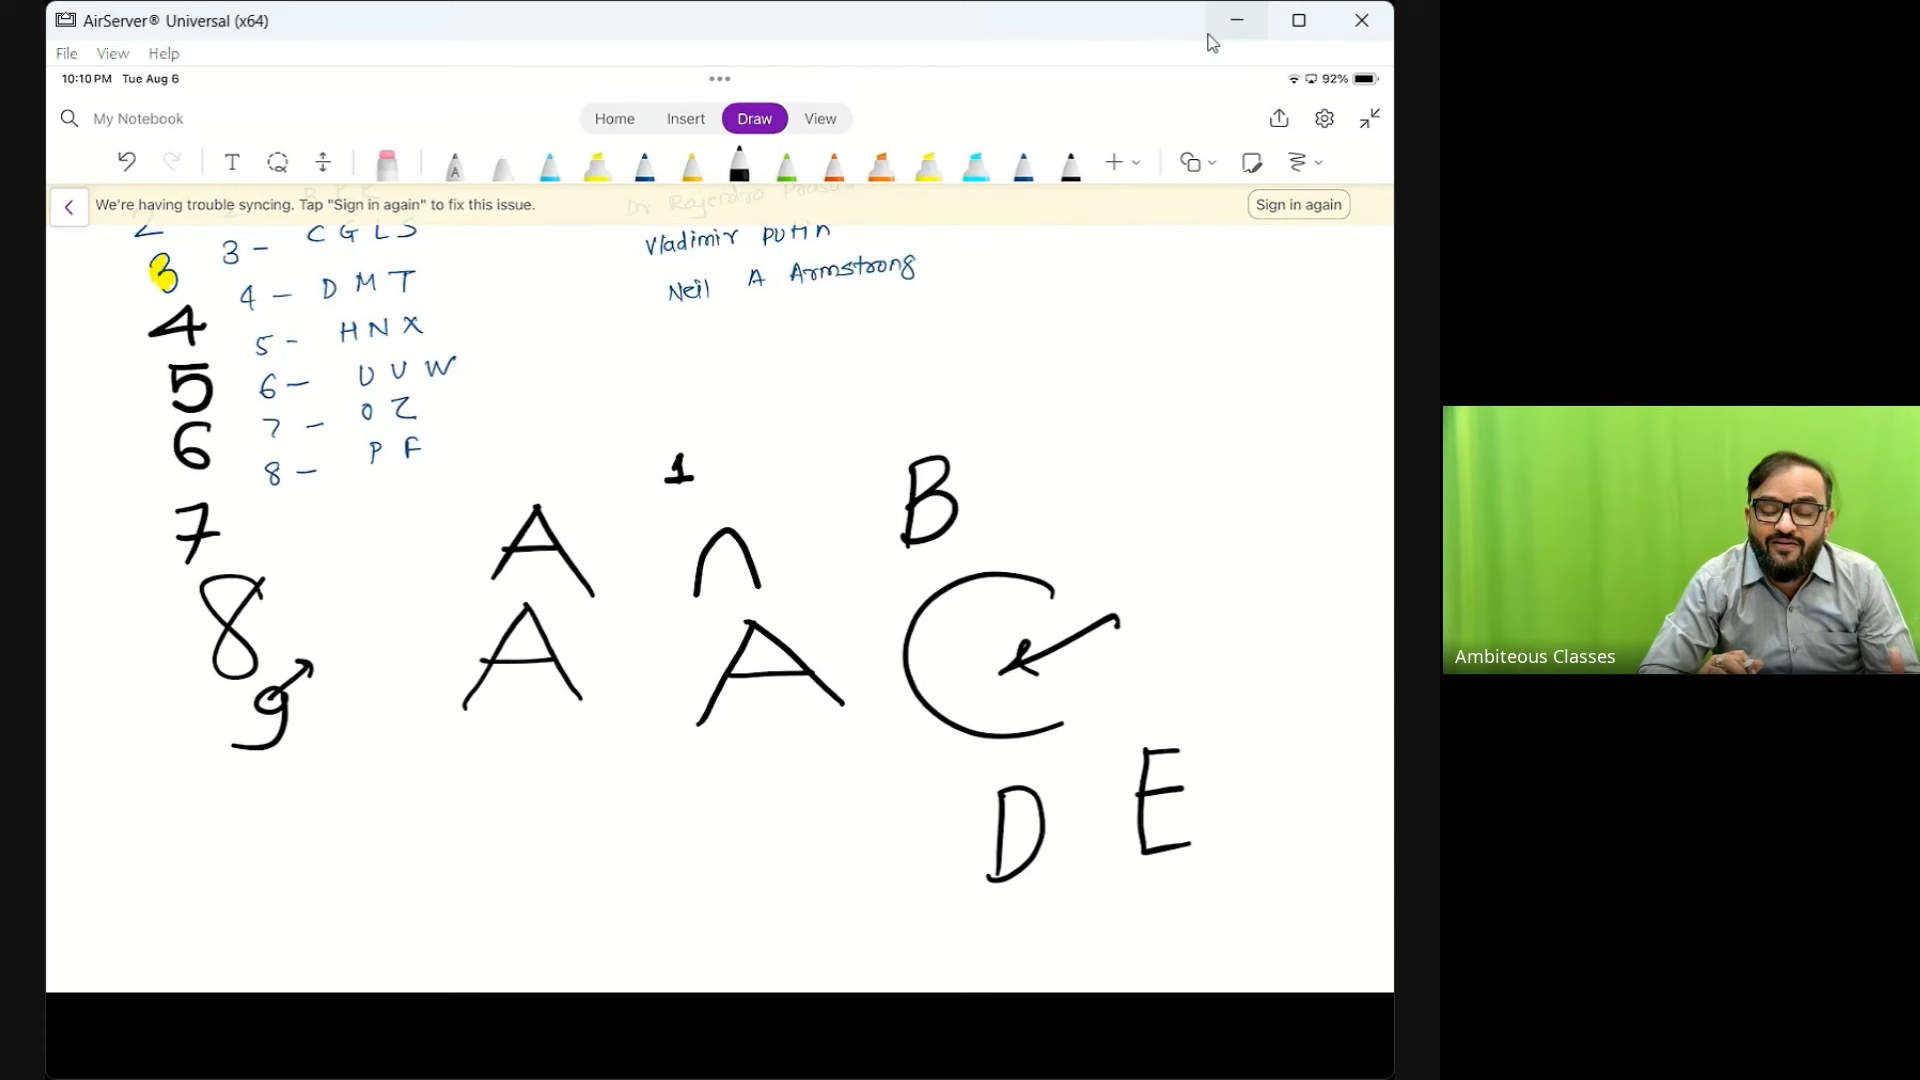 AirServer® Universal (x64)
File View Help
10:10 PM Tue Aug 6
92%
My Notebook
Home Insert Draw View
T
A
We're having trouble syncing. Tap "Sign in again" to fix this issue.
Sign in again
2
3
4
5
6
7
8
9
3 - C G L S
4 - D M T
5 - H N X
6 - U V W
7 - O Z
8 - P F
Vladimir Putin
Neil A Armstrong
1
A
B
A A C
D E
Ambiteous Classes